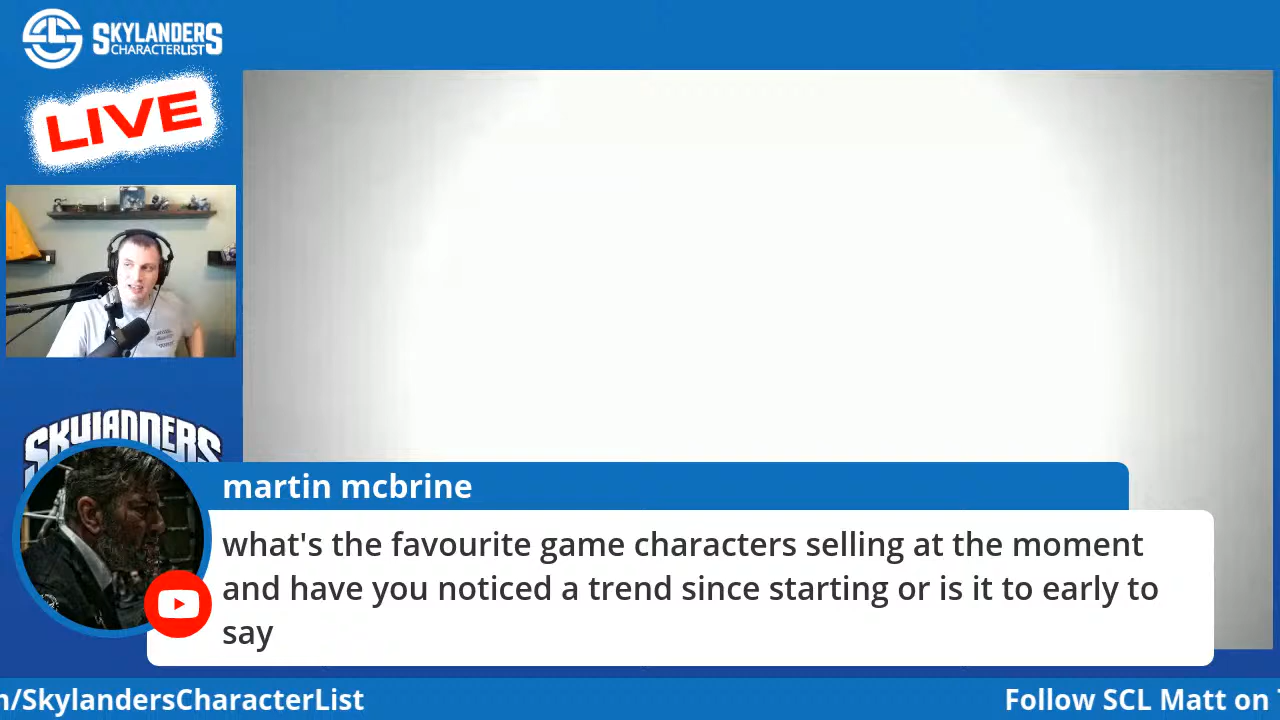 SKYLANDERS
CHARACTERLIST
LIVE
SKYLANDERS
martin mcbrine
what's the favourite game characters selling at the moment
and have you noticed a trend since starting or is it to early to
say
/SkylandersCharacterList
Follow SCL Matt on